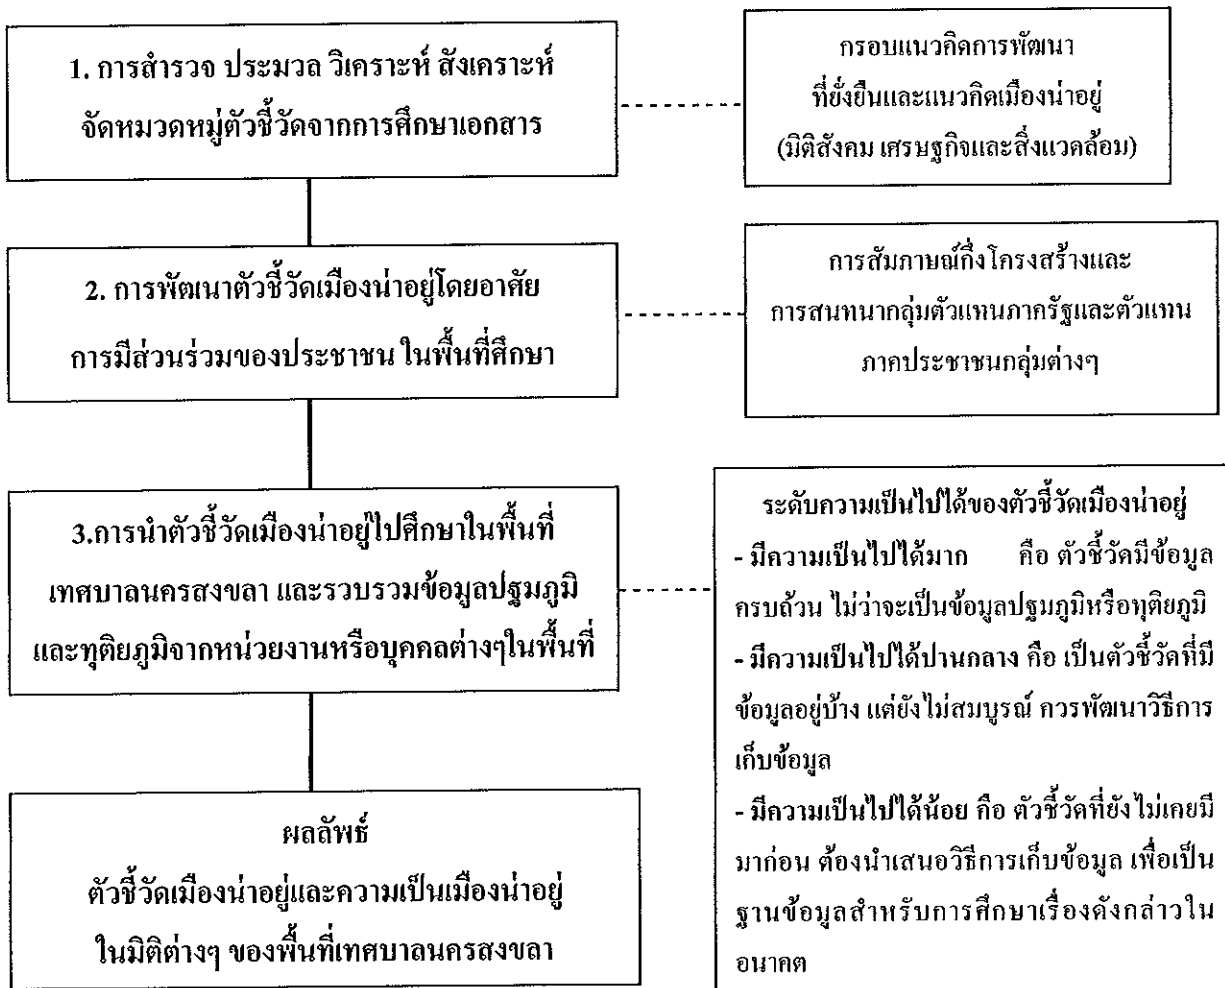 1. การสำรวจ ประมวล วิเคราะห์ สังเคราะห์
จัดหมวดหมู่ตัวชี้วัดจากการศึกษาเอกสาร
กรอบแนวคิดการพัฒนา
ที่ยั่งยืนและแนวคิดเมืองน่าอยู่
(มิติสังคม เศรษฐกิจและสิ่งแวดล้อม)
2. การพัฒนาตัวชี้วัดเมืองน่าอยู่โดยอาศัย
การมีส่วนร่วมของประชาชน ในพื้นที่ศึกษา
การสัมภาษณ์กึ่งโครงสร้างและ
การสนทนากลุ่มตัวแทนภาครัฐและตัวแทน
ภาคประชาชนกลุ่มต่างๆ
3.การนำตัวชี้วัดเมืองน่าอยู่ไปศึกษาในพื้นที่
เทศบาลนครสงขลา และรวบรวมข้อมูลปฐมภูมิ
และทุติยภูมิจากหน่วยงานหรือบุคคลต่างๆในพื้นที่
ระดับความเป็นไปได้ของตัวชี้วัดเมืองน่าอยู่
- มีความเป็นไปได้มาก คือ ตัวชี้วัดมีข้อมูล
ครบถ้วน ไม่ว่าจะเป็นข้อมูลปฐมภูมิหรือทุติยภูมิ
- มีความเป็นไปได้ปานกลาง คือ เป็นตัวชี้วัดที่มี
ข้อมูลอยู่บ้าง แต่ยังไม่สมบูรณ์ ควรพัฒนาวิธีการ
เก็บข้อมูล
- มีความเป็นไปได้น้อย คือ ตัวชี้วัดที่ยังไม่เคยมี
มาก่อน ต้องนำเสนอวิธีการเก็บข้อมูล เพื่อเป็น
ฐานข้อมูลสำหรับการศึกษาเรื่องดังกล่าวใน
อนาคต
ผลลัพธ์
ตัวชี้วัดเมืองน่าอยู่และความเป็นเมืองน่าอยู่
ในมิติต่างๆ ของพื้นที่เทศบาลนครสงขลา